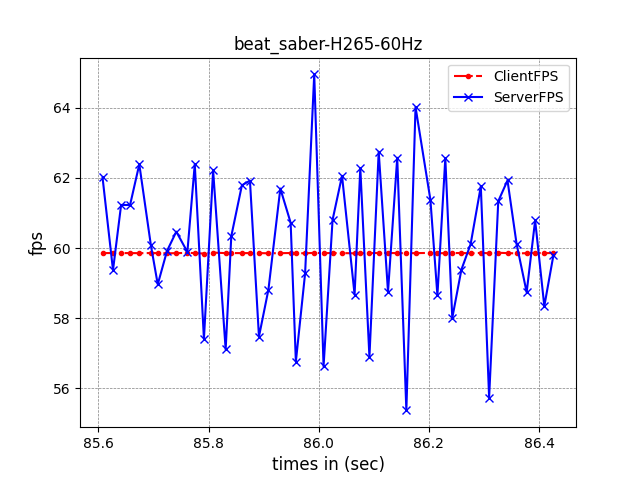 beat_saber-H265-60Hz
ClientFPS
ServerFPS
fps
64
62
60
58
56
85.6 85.8 86.0 86.2 86.4
times in (sec)